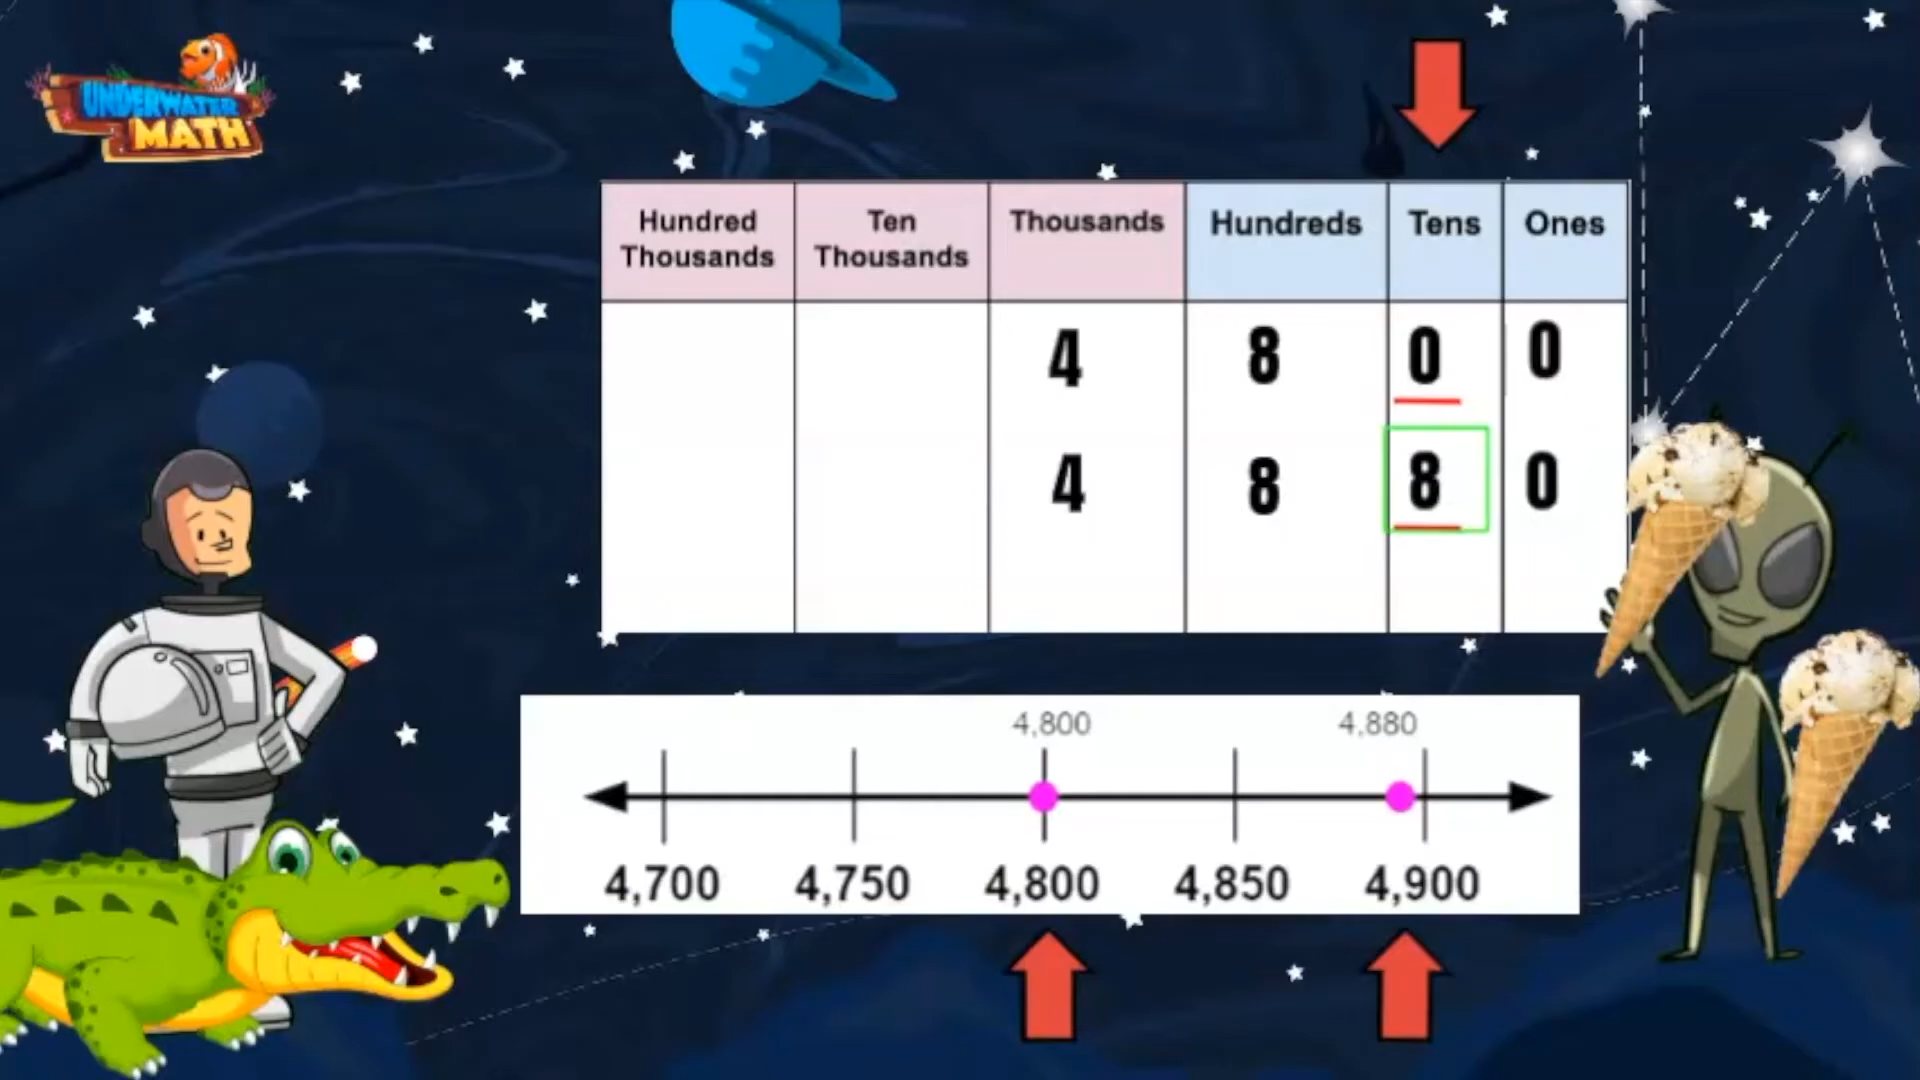 UNDERWATER
MATH
Hundred Thousands
Ten Thousands
Thousands
Hundreds
Tens
Ones
4 8 0 0
4 8 8 0
4,800 4,880
4,700 4,750 4,800 4,850 4,900